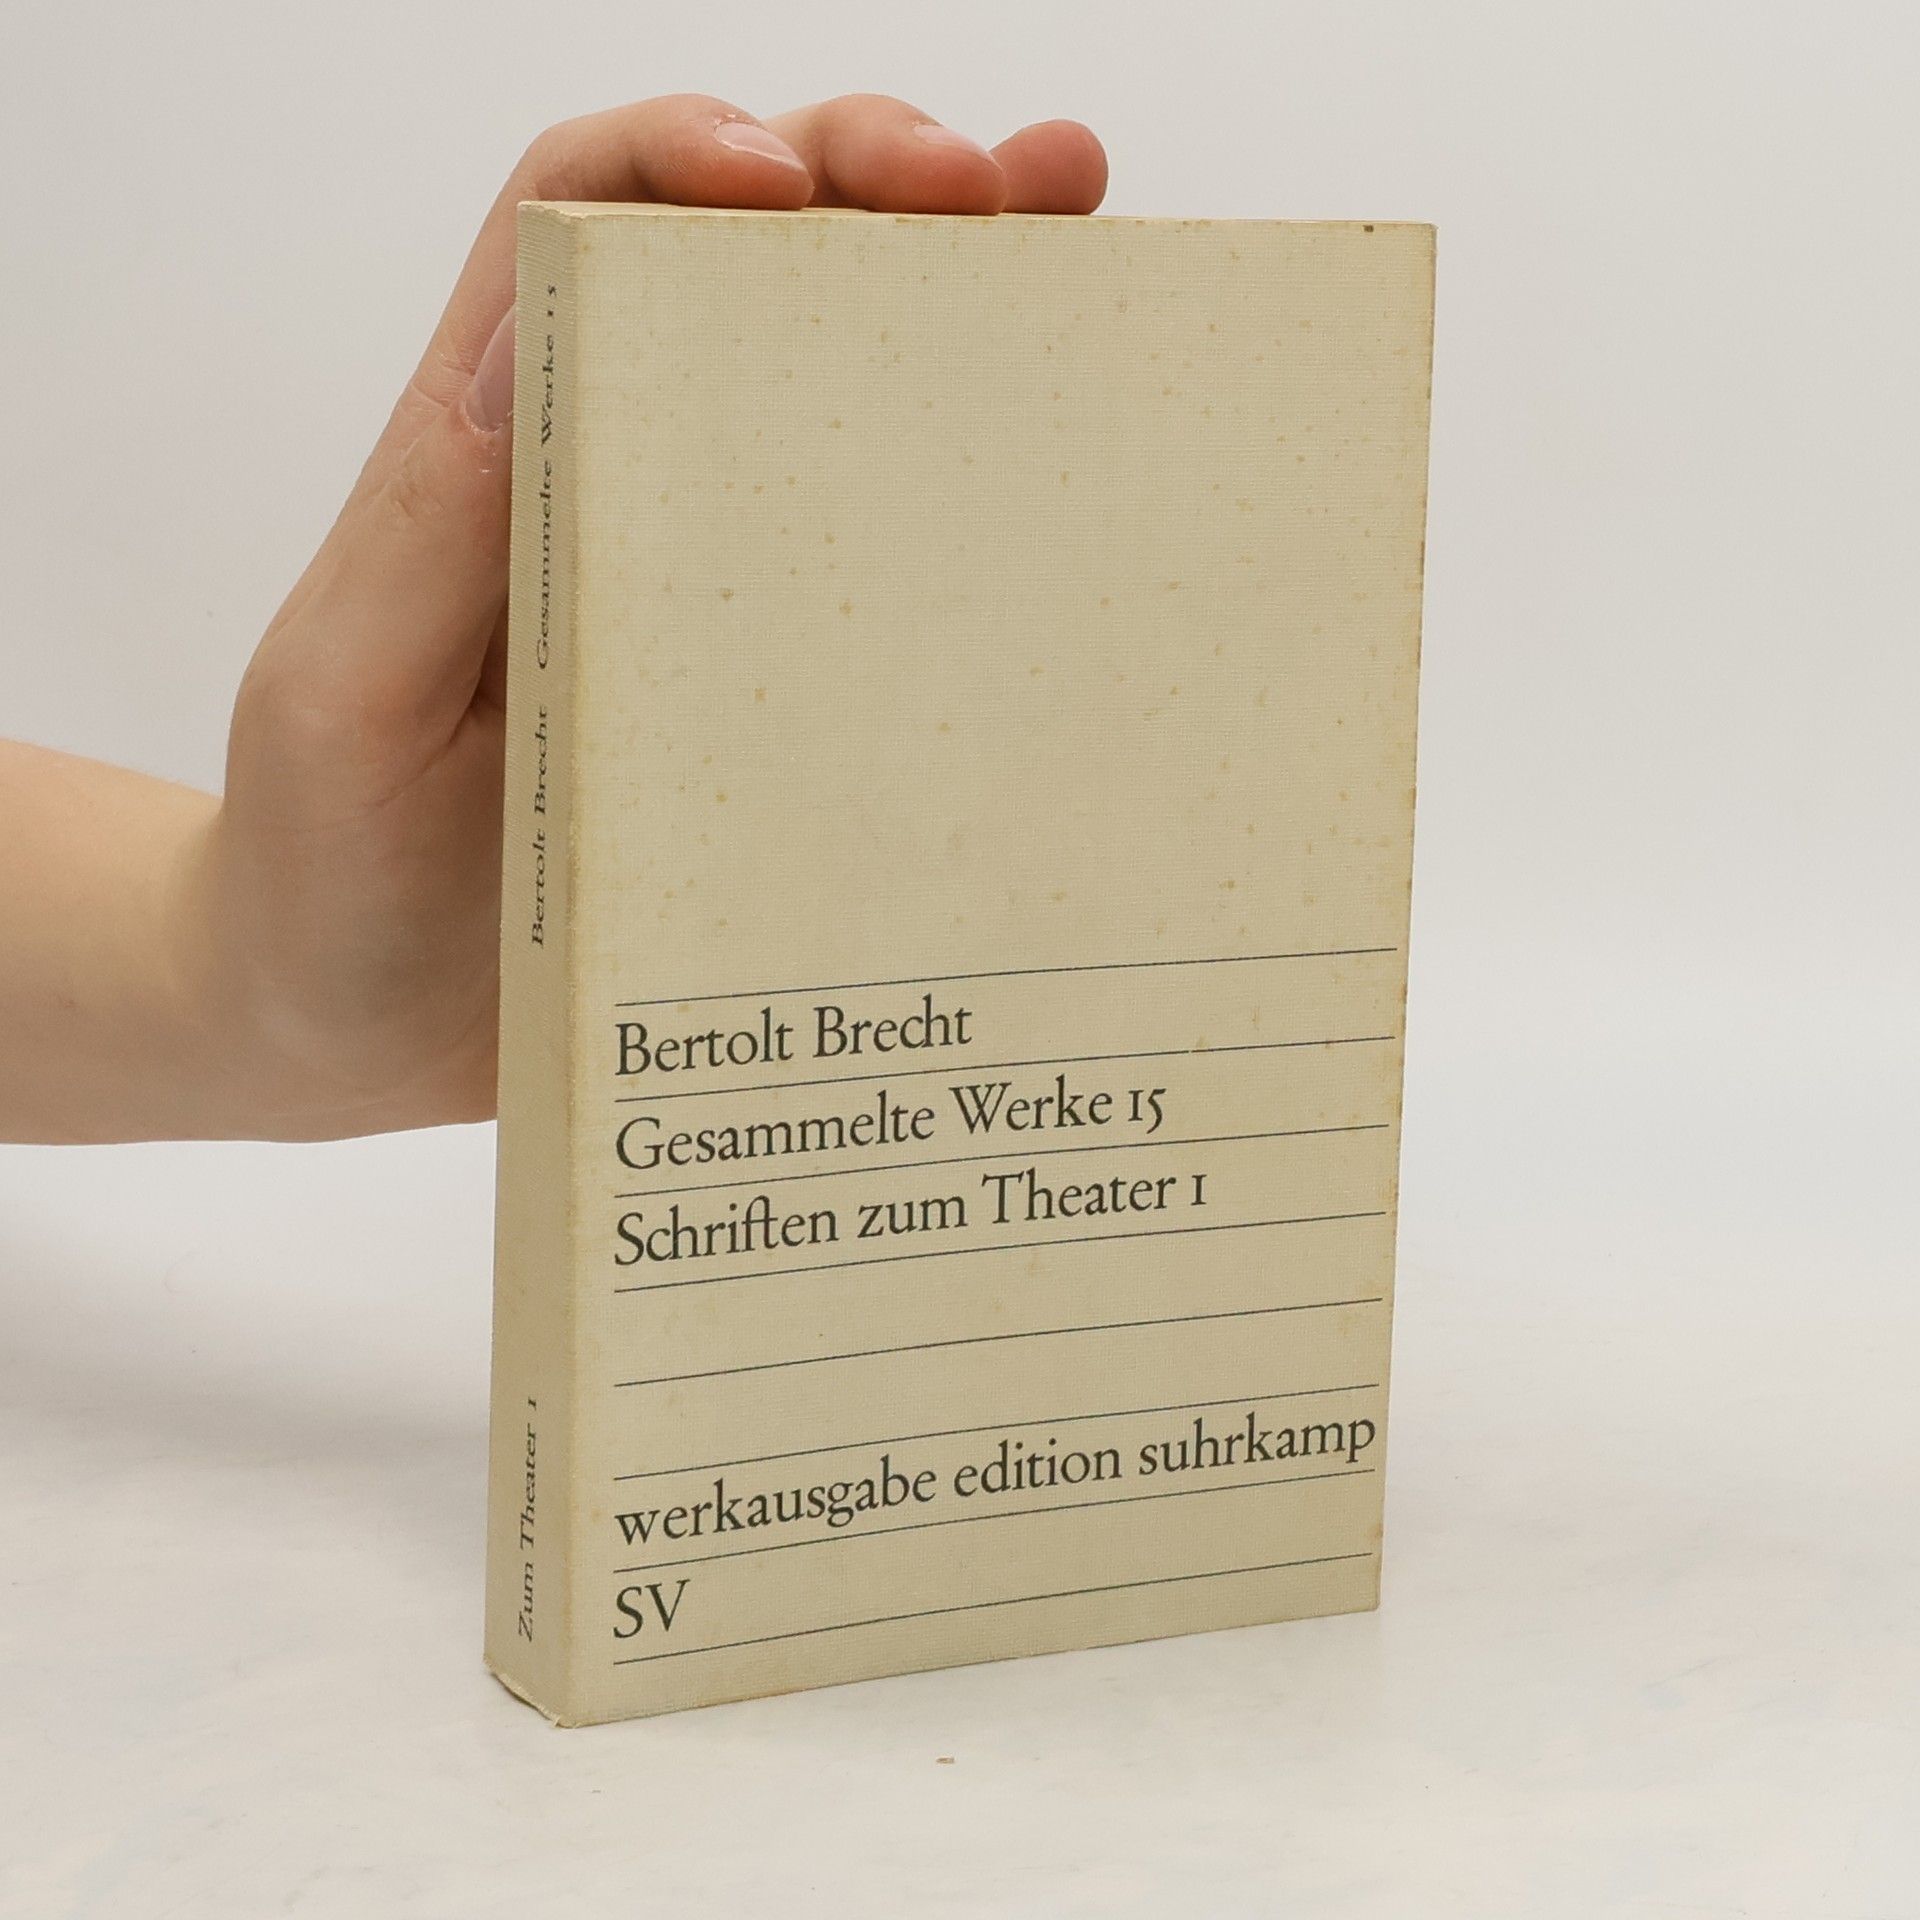 Bertolt Brecht Gesammelte Werke 15
Zum Theater 1
Bertolt Brecht
Gesammelte Werke 15
Schriften zum Theater 1
werkausgabe edition suhrkamp
SV